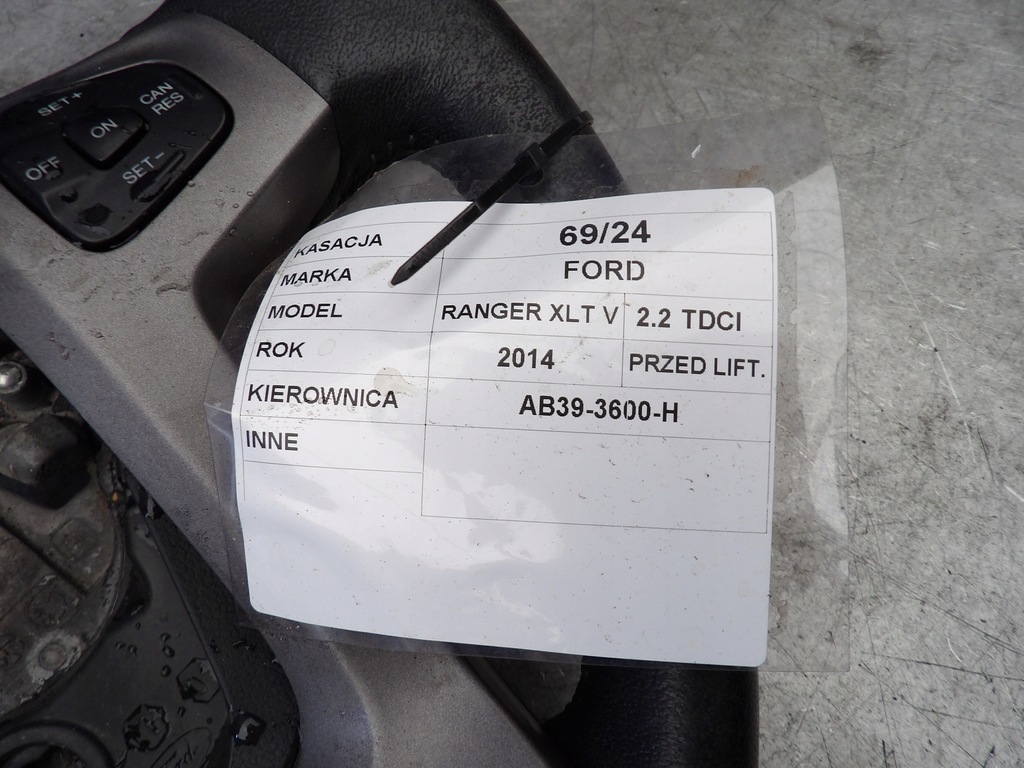 SET+
CAN
RES
ON
OFF
SET-
KASACJA 69/24
MARKA FORD
MODEL RANGER XLT V 2.2 TDCI
ROK 2014 PRZED LIFT.
KIEROWNICA AB39-3600-H
INNE
Ford